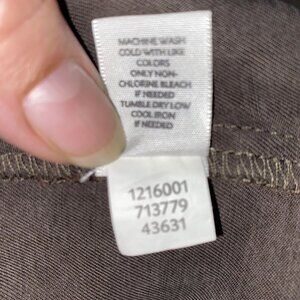 MACHINE WASH
COLD WITH LIKE
COLORS
ONLY NON-
CHLORINE BLEACH
IF NEEDED
TUMBLE DRY LOW
COOL IRON
IF NEEDED
1216001
713779
43631